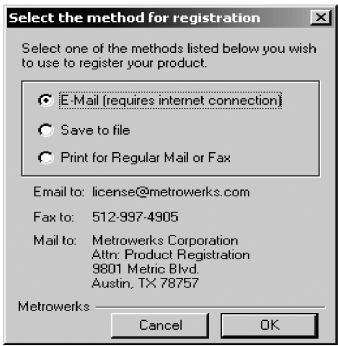 Select the method for registration
Select one of the methods listed below you wish
to use to register your product.
E-Mail (requires internet connection)
Save to file
Print for Regular Mail or Fax
Email to: license@metrowerks.com
Fax to: 512-997-4905
Mail to: Metrowerks Corporation
Attn: Product Registration
9801 Metric Blvd.
Austin, TX 78757
Metrowerks
Cancel OK